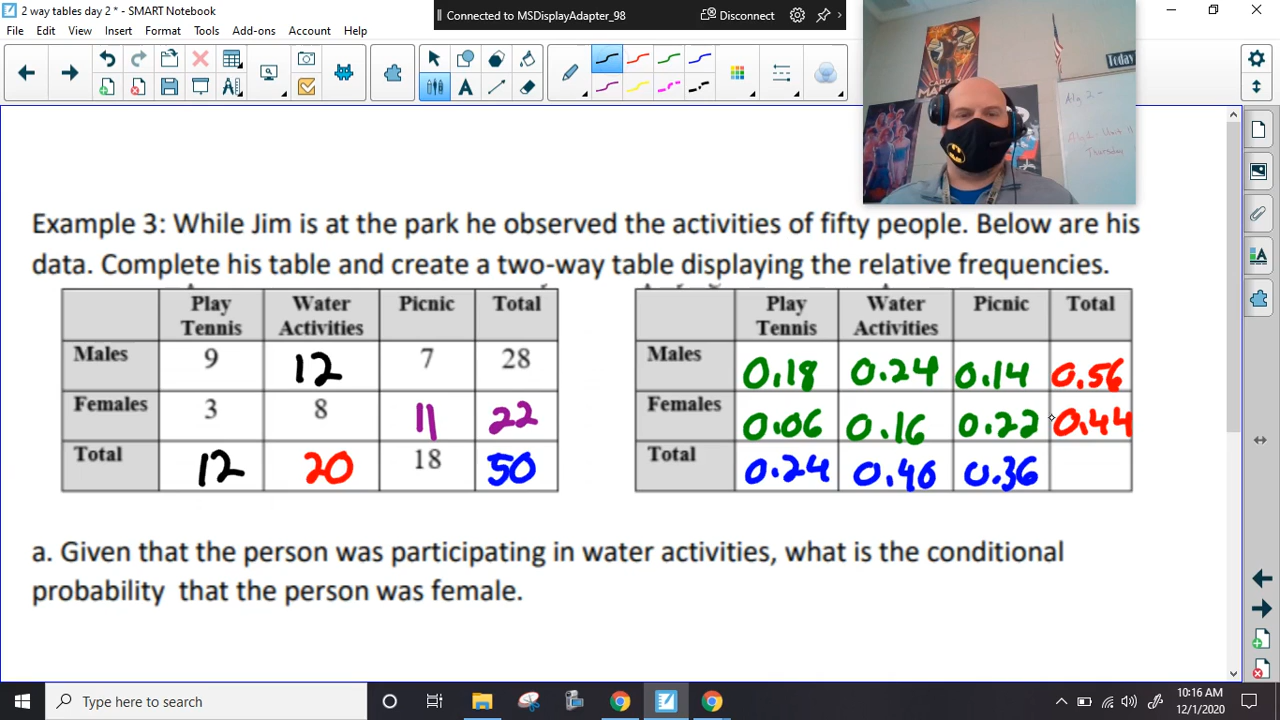 2 way tables day 2 * - SMART Notebook
Connected to MSDisplayAdapter_98
Disconnect
File Edit View Insert Format Tools Add-ons Account Help
Today
Alg 2 -
Thursday
Example 3: While Jim is at the park he observed the activities of fifty people. Below are his
data. Complete his table and create a two-way table displaying the relative frequencies.
Play Tennis Water Activities Picnic Total
Males 9 12 7 28
Females 3 8 11 22
Total 12 20 18 50
Play Tennis Water Activities Picnic Total
Males 0.18 0.24 0.14 0.56
Females 0.06 0.16 0.22 0.44
Total 0.24 0.40 0.36
a. Given that the person was participating in water activities, what is the conditional
probability that the person was female.
Type here to search
10:16 AM
12/1/2020